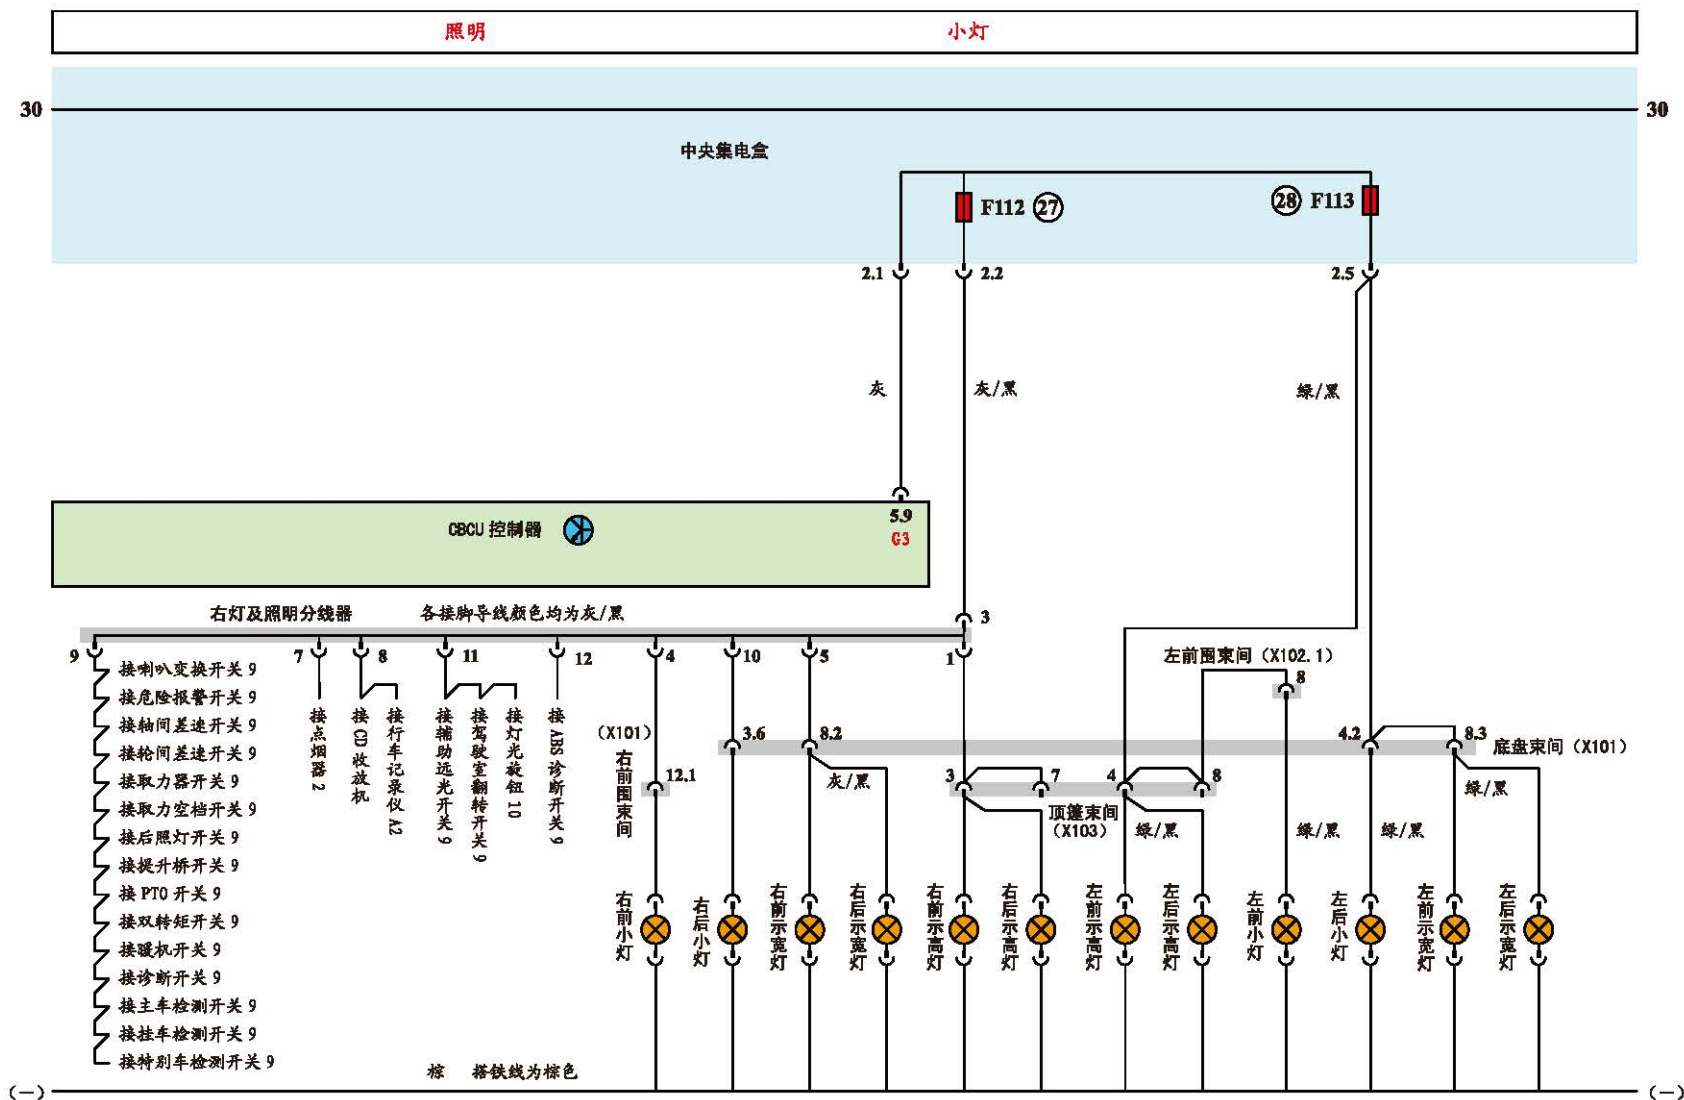 照明
小灯
30
30
中央集电盒
F112 27
28 F113
2.1
2.2
2.5
灰
灰/黑
绿/黑
CBCU 控制器
5.9
G3
右灯及照明分线器
各接脚导线颜色均为灰/黑
3
9
7
8
11
12
4
10
5
1
接喇叭变换开关 9
接危险报警开关 9
接轴间差速开关 9
接轮间差速开关 9
接取力器开关 9
接取力空档开关 9
接后照灯开关 9
接提升桥开关 9
接 PTO 开关 9
接双转矩开关 9
接暖机开关 9
接诊断开关 9
接主车检测开关 9
接挂车检测开关 9
接特别车检测开关 9
接点烟器 2
接 CD 收放机
接行车记录仪 A2
接辅助远光开关 9
接驾驶室翻转开关 9
接灯光旋钮 10
接 ABS 诊断开关 9
(X101)
右前围束间
12.1
3.6
8.2
灰/黑
3
7
顶篷束间
(X103)
4
8
绿/黑
左前围束间 (X102.1)
8
绿/黑
4.2
8.3
底盘束间 (X101)
绿/黑
绿/黑
右前小灯
右后小灯
右前示宽灯
右后示宽灯
右前示高灯
右后示高灯
左前示高灯
左后示高灯
左前小灯
左后小灯
左前示宽灯
左后示宽灯
棕
搭铁线为棕色
(—)
(—)